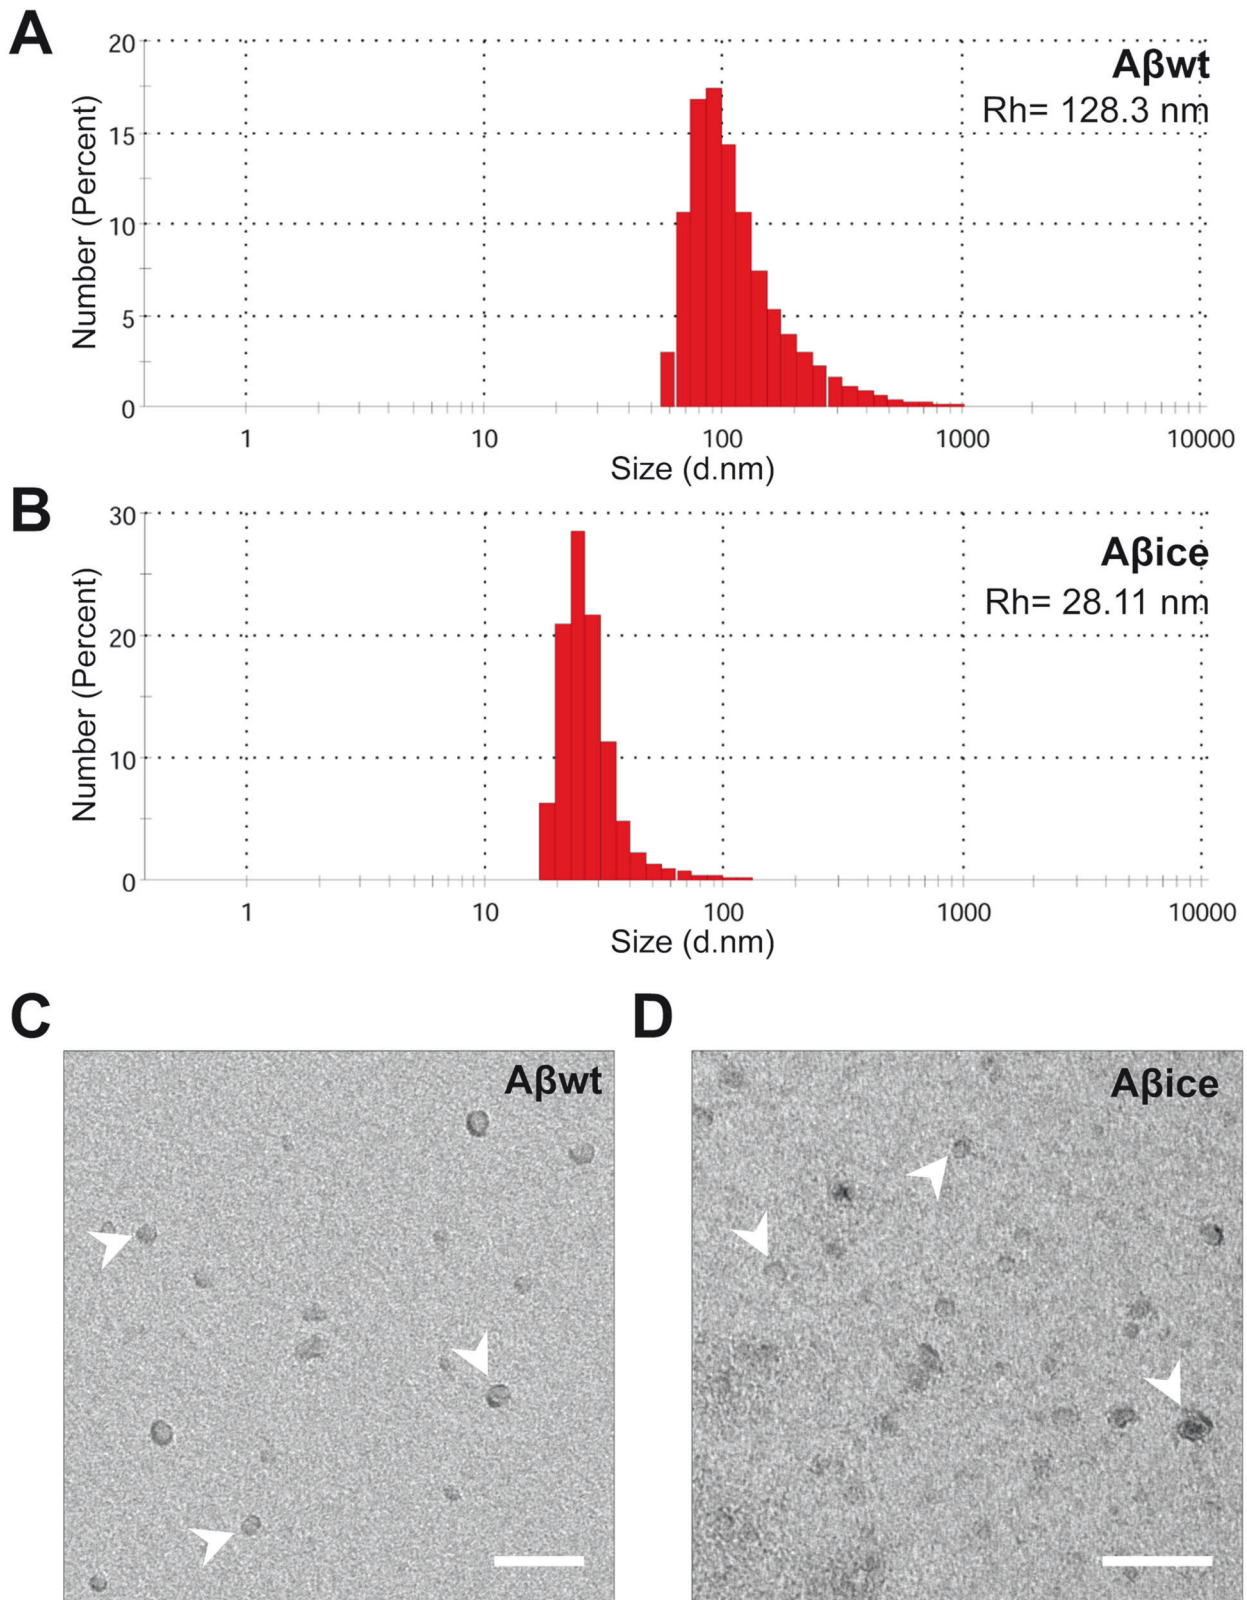 A
Aβwt
Rh= 128.3 nm
Number (Percent)
20
15
10
5
0
1
10
100
1000
10000
Size (d.nm)
B
Aβice
Rh= 28.11 nm
Number (Percent)
30
20
10
0
1
10
100
1000
10000
Size (d.nm)
C
Aβwt
D
Aβice